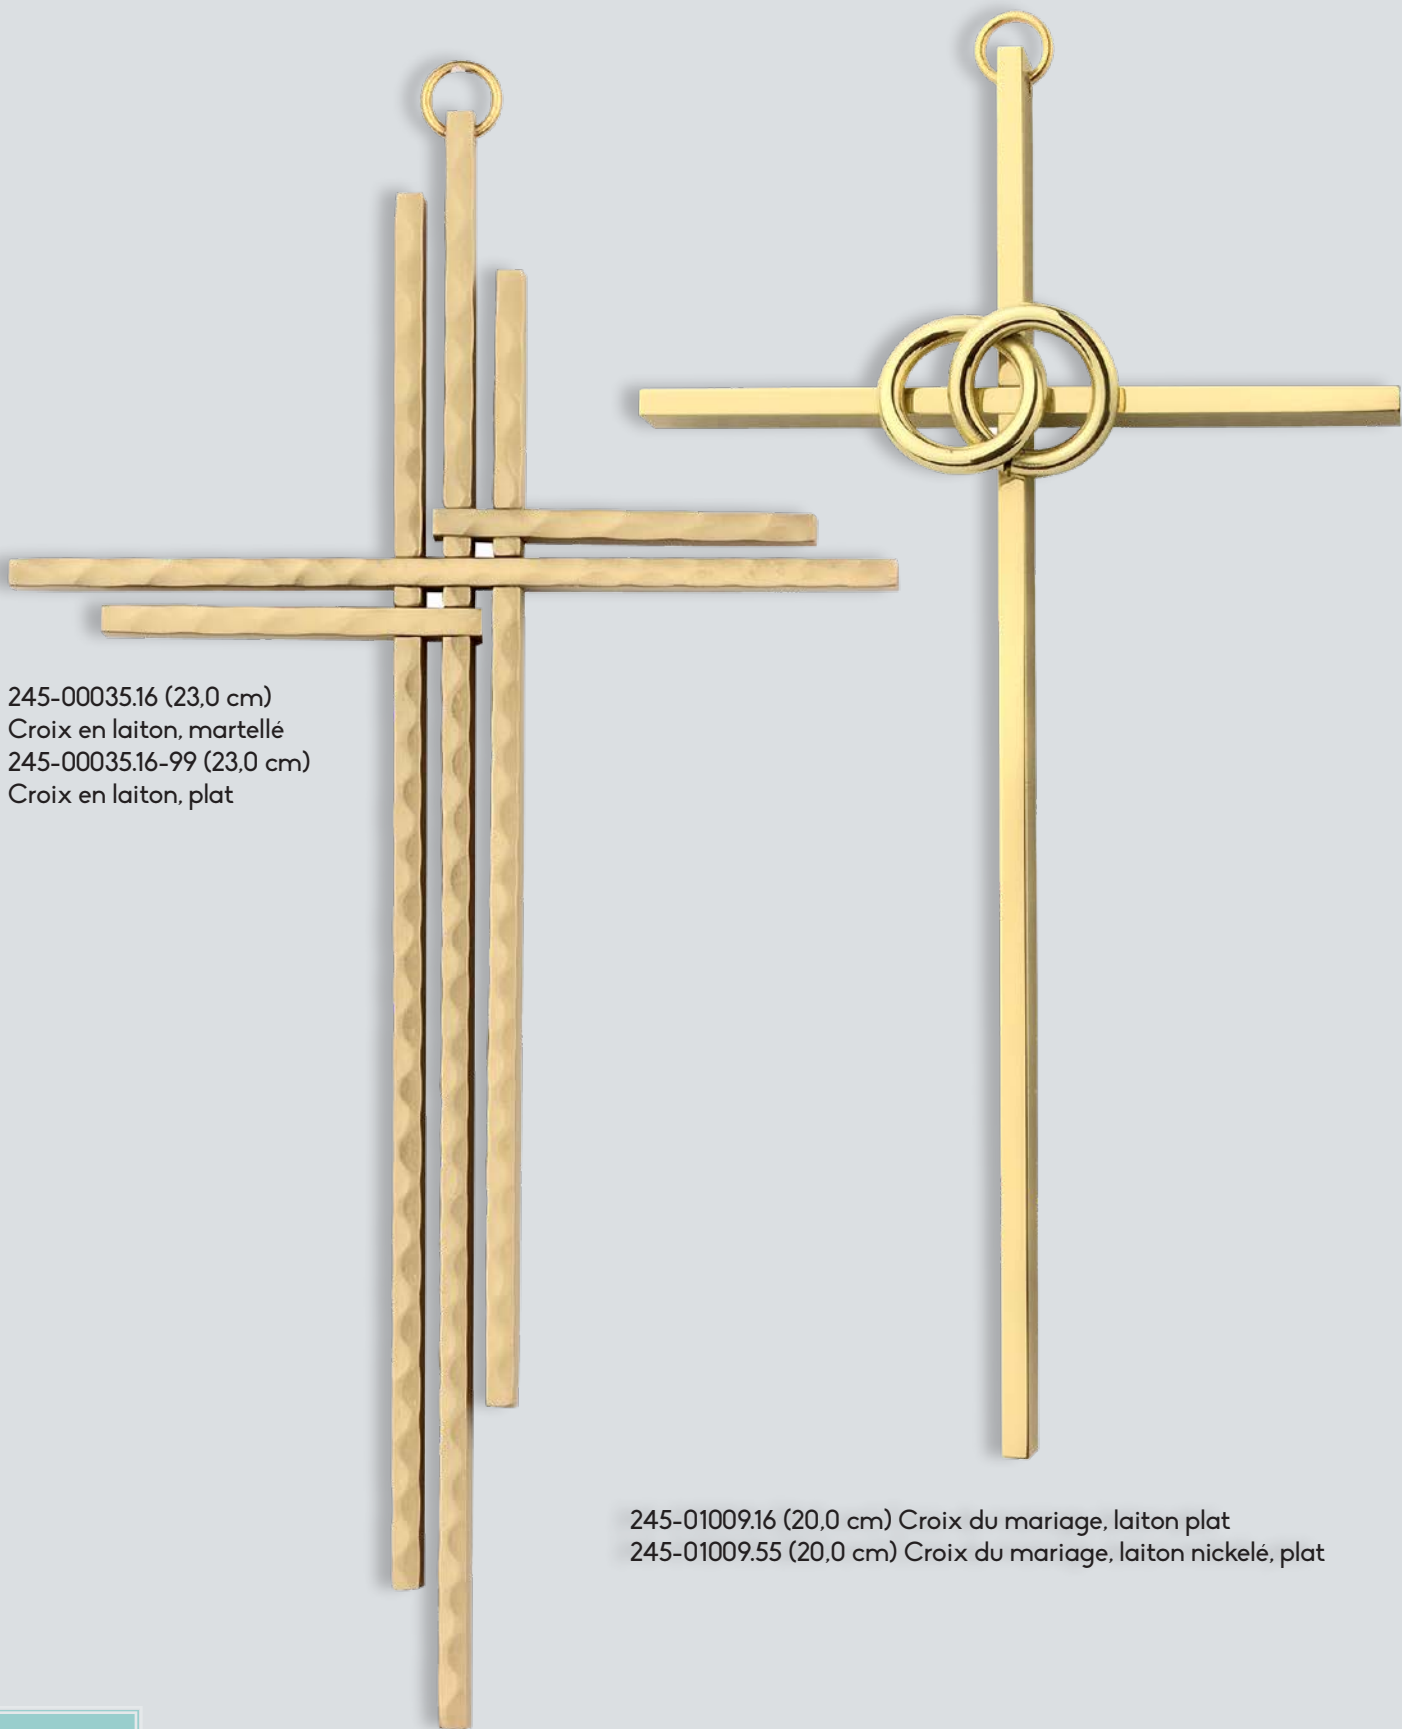 245-00035.16 (23,0 cm)
Croix en laiton, martellé
245-00035.16-99 (23,0 cm)
Croix en laiton, plat
245-01009.16 (20,0 cm) Croix du mariage, laiton plat
245-01009.55 (20,0 cm) Croix du mariage, laiton nickelé, plat